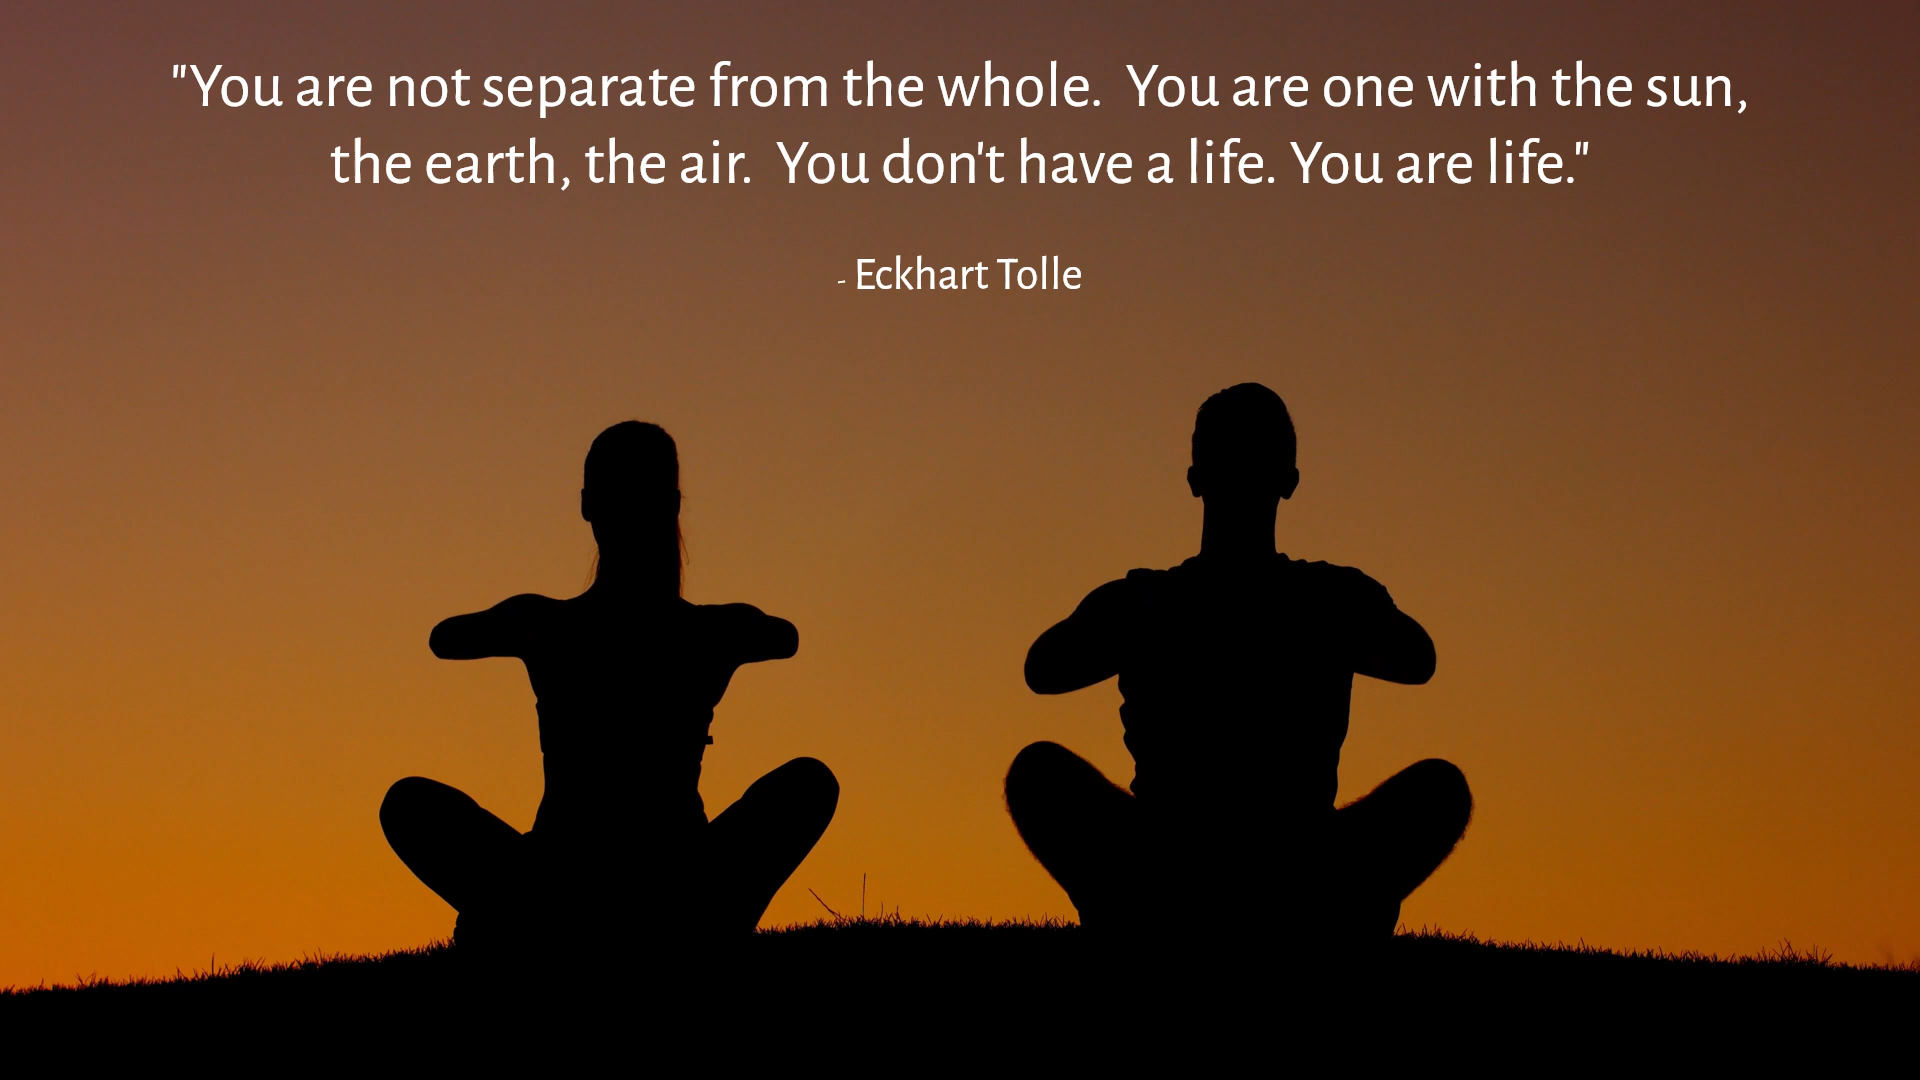 "You are not separate from the whole.  You are one with the sun,
the earth, the air.  You don't have a life. You are life."
- Eckhart Tolle